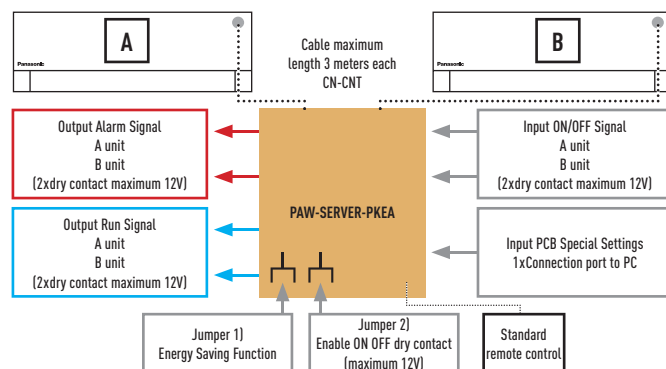 A
Panasonic
Cable maximum
length 3 meters each
CN-CNT
B
Panasonic
Output Alarm Signal
A unit
B unit
(2xdry contact maximum 12V)
Output Run Signal
A unit
B unit
(2xdry contact maximum 12V)
PAW-SERVER-PKEA
Input ON/OFF Signal
A unit
B unit
(2xdry contact maximum 12V)
Input PCB Special Settings
1xConnection port to PC
Jumper 1)
Energy Saving Function
Jumper 2)
Enable ON OFF dry contact
(maximum 12V)
Standard
remote control